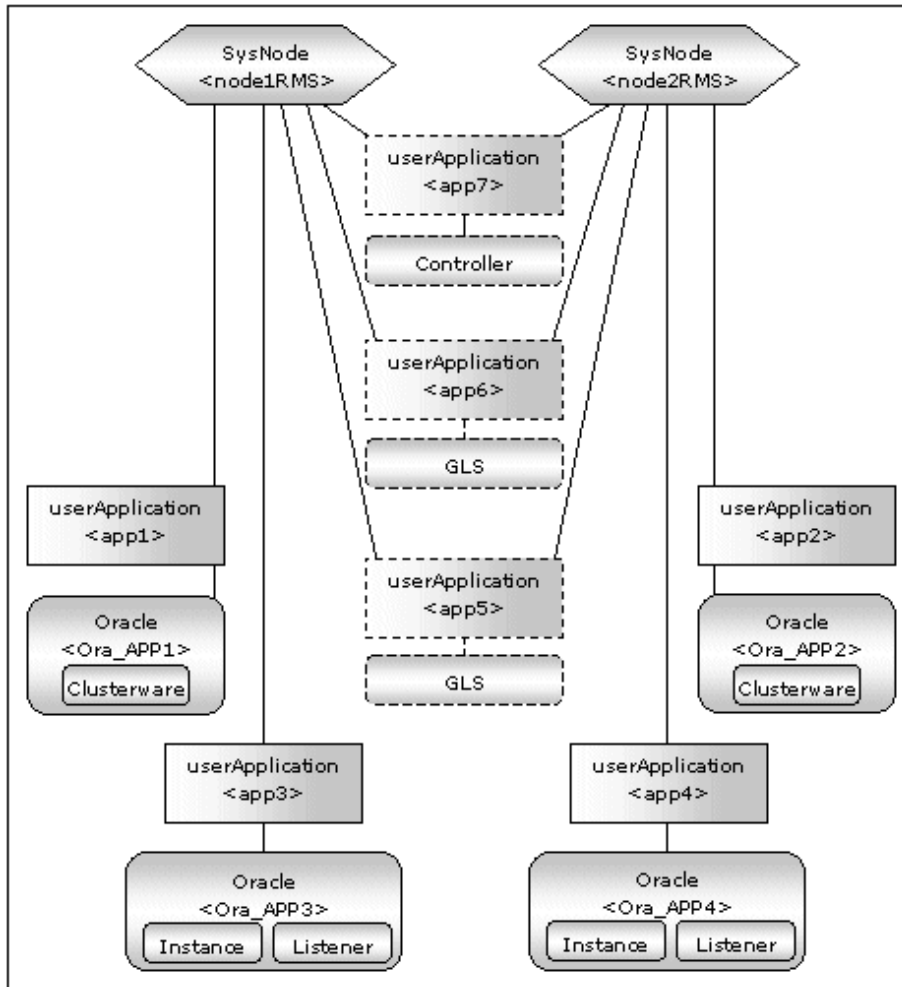 SysNode
<node1RMS>
SysNode
<node2RMS>
userApplication
<app7>
Controller
userApplication
<app6>
GLS
userApplication
<app1>
userApplication
<app2>
userApplication
<app5>
Oracle
<Ora_APP1>
Clusterware
GLS
Oracle
<Ora_APP2>
Clusterware
userApplication
<app3>
userApplication
<app4>
Oracle
<Ora_APP3>
Instance
Listener
Oracle
<Ora_APP4>
Instance
Listener